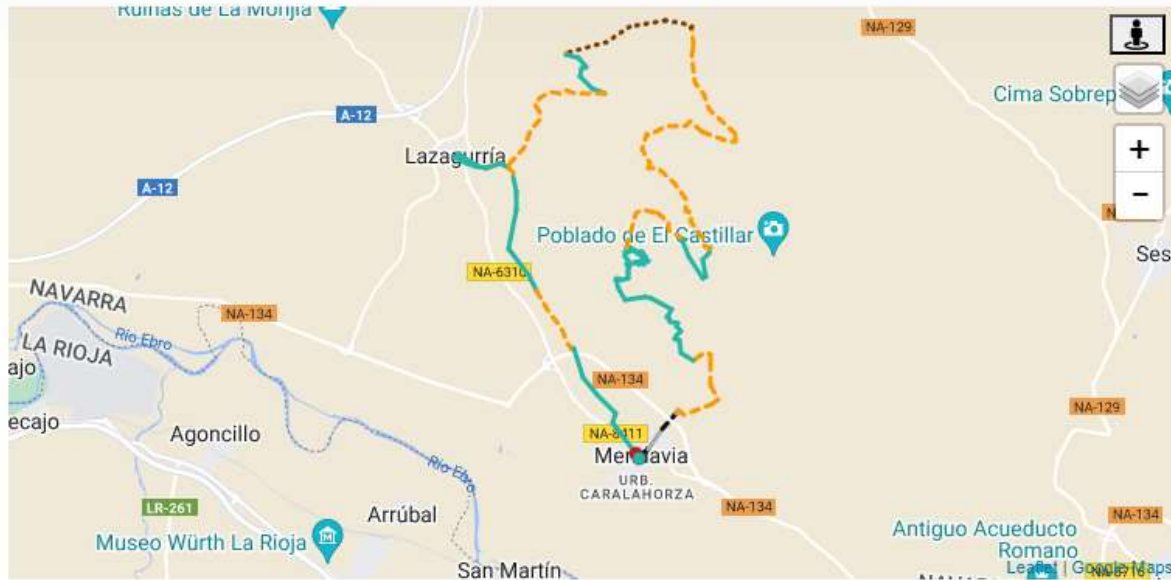 Ruinas de La Monjía
NA-129
Cima Sobrep
A-12
Lazagurría
A-12
Poblado de El Castillar
Ses
NA-6310
NAVARRA
NA-134
Río Ebro
LA RIOJA
ajo
NA-134
NA-129
ecajo
Agoncillo
NA-8411
Mendavia
Río Ebro
URB.
CARALAHORZA
LR-261
NA-134
Arrúbal
NA-134
Museo Würth La Rioja
Antiguo Acueducto
Romano
San Martín
Leaflet | Google Maps
NA-8716
+
−